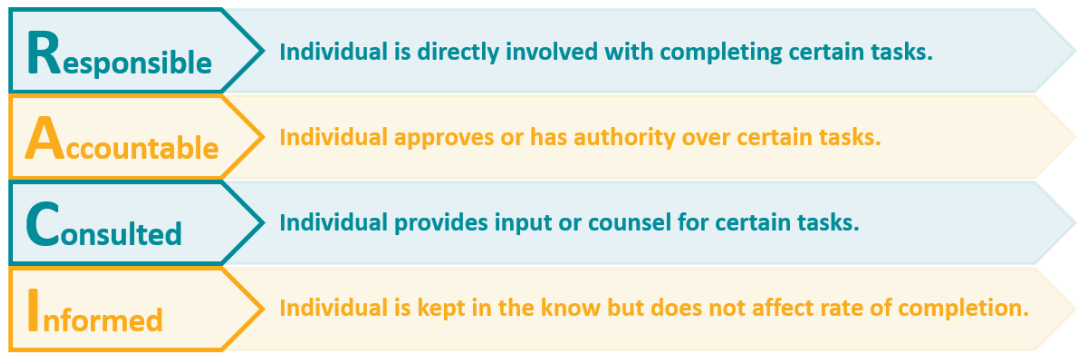 Responsible
Individual is directly involved with completing certain tasks.
Accountable
Individual approves or has authority over certain tasks.
Consulted
Individual provides input or counsel for certain tasks.
Informed
Individual is kept in the know but does not affect rate of completion.